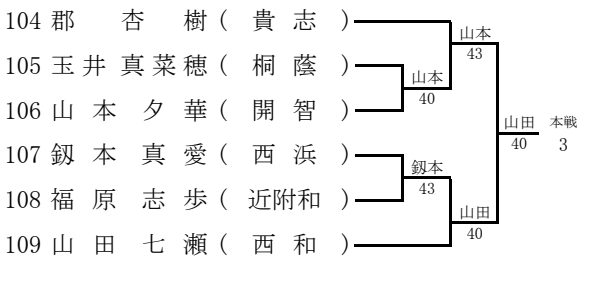 104 郡 杏 樹 ( 貴 志 )
山本
43
105 玉井 真菜穂 ( 桐 蔭 )
山本
40
106 山 本 夕 華 ( 開 智 )
山田 本戦
40 3
107 釼 本 真 愛 ( 西 浜 )
釼本
43
108 福 原 志 歩 ( 近附和 )
山田
40
109 山 田 七 瀬 ( 西 和 )